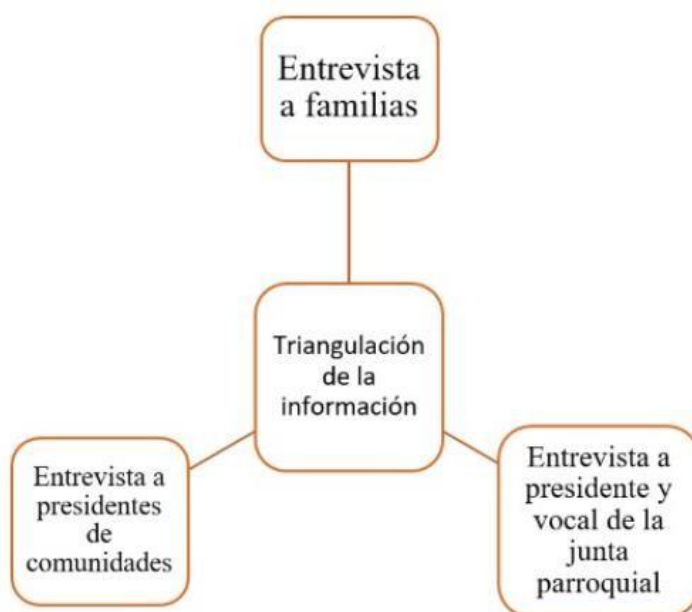 Entrevista
a familias
Triangulación
de la
información
Entrevista a
presidentes
de
comunidades
Entrevista a
presidente y
vocal de la
junta
parroquial